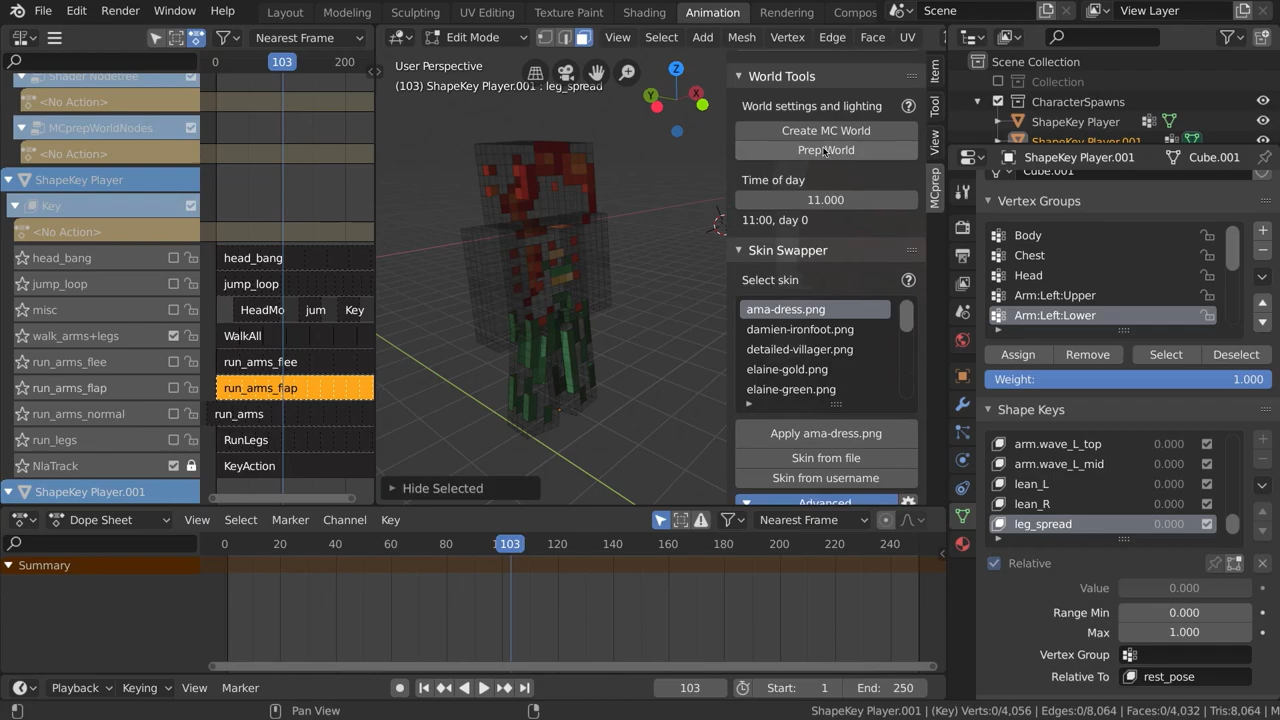 File Edit Render Window Help Layout Modeling Sculpting UV Editing Texture Paint Shading Animation Rendering Compos Scene View Layer
Nearest Frame
Edit Mode View Select Add Mesh Vertex Edge Face UV
0 103 200
Shader Nodetree
<No Action>
MCprepWorldNodes
<No Action>
ShapeKey Player
Key
<No Action>
head_bang head_bang
jump_loop jump_loop
misc HeadMo jum Key
walk_arms+legs WalkAll
run_arms_flee run_arms_flee
run_arms_flap run_arms_flap
run_arms_normal run_arms
run_legs RunLegs
NlaTrack KeyAction
ShapeKey Player.001
User Perspective
(103) ShapeKey Player.001 : leg_spread
Z
Y
X
Hide Selected
World Tools
World settings and lighting ?
Create MC World
Prep World
Time of day
11.000
11:00, day 0
Skin Swapper
Select skin ?
ama-dress.png
damien-ironfoot.png
detailed-villager.png
elaine-gold.png
elaine-green.png
Apply ama-dress.png
Skin from file
Skin from username
Advanced
Item
Tool
View
MCprep
Scene Collection
Collection
CharacterSpawns
ShapeKey Player
ShapeKey Player.001
ShapeKey Player.001 Cube.001
Cube.001
Vertex Groups
Body
Chest
Head
Arm:Left:Upper
Arm:Left:Lower
Assign Remove Select Deselect
Weight: 1.000
Shape Keys
arm.wave_L_top 0.000
arm.wave_L_mid 0.000
lean_L 0.000
lean_R 0.000
leg_spread 0.000
Relative
Value 0.000
Range Min 0.000
Max 1.000
Vertex Group
Relative To rest_pose
Dope Sheet View Select Marker Channel Key Nearest Frame
0 20 40 60 80 103 120 140 160 180 200 220 240
Summary
Playback Keying View Marker 103 Start: 1 End: 250
Pan View
ShapeKey Player.001 | (Key) Verts:0/4,056 | Edges:0/8,064 | Faces:0/4,032 | Tris:8,064 | M